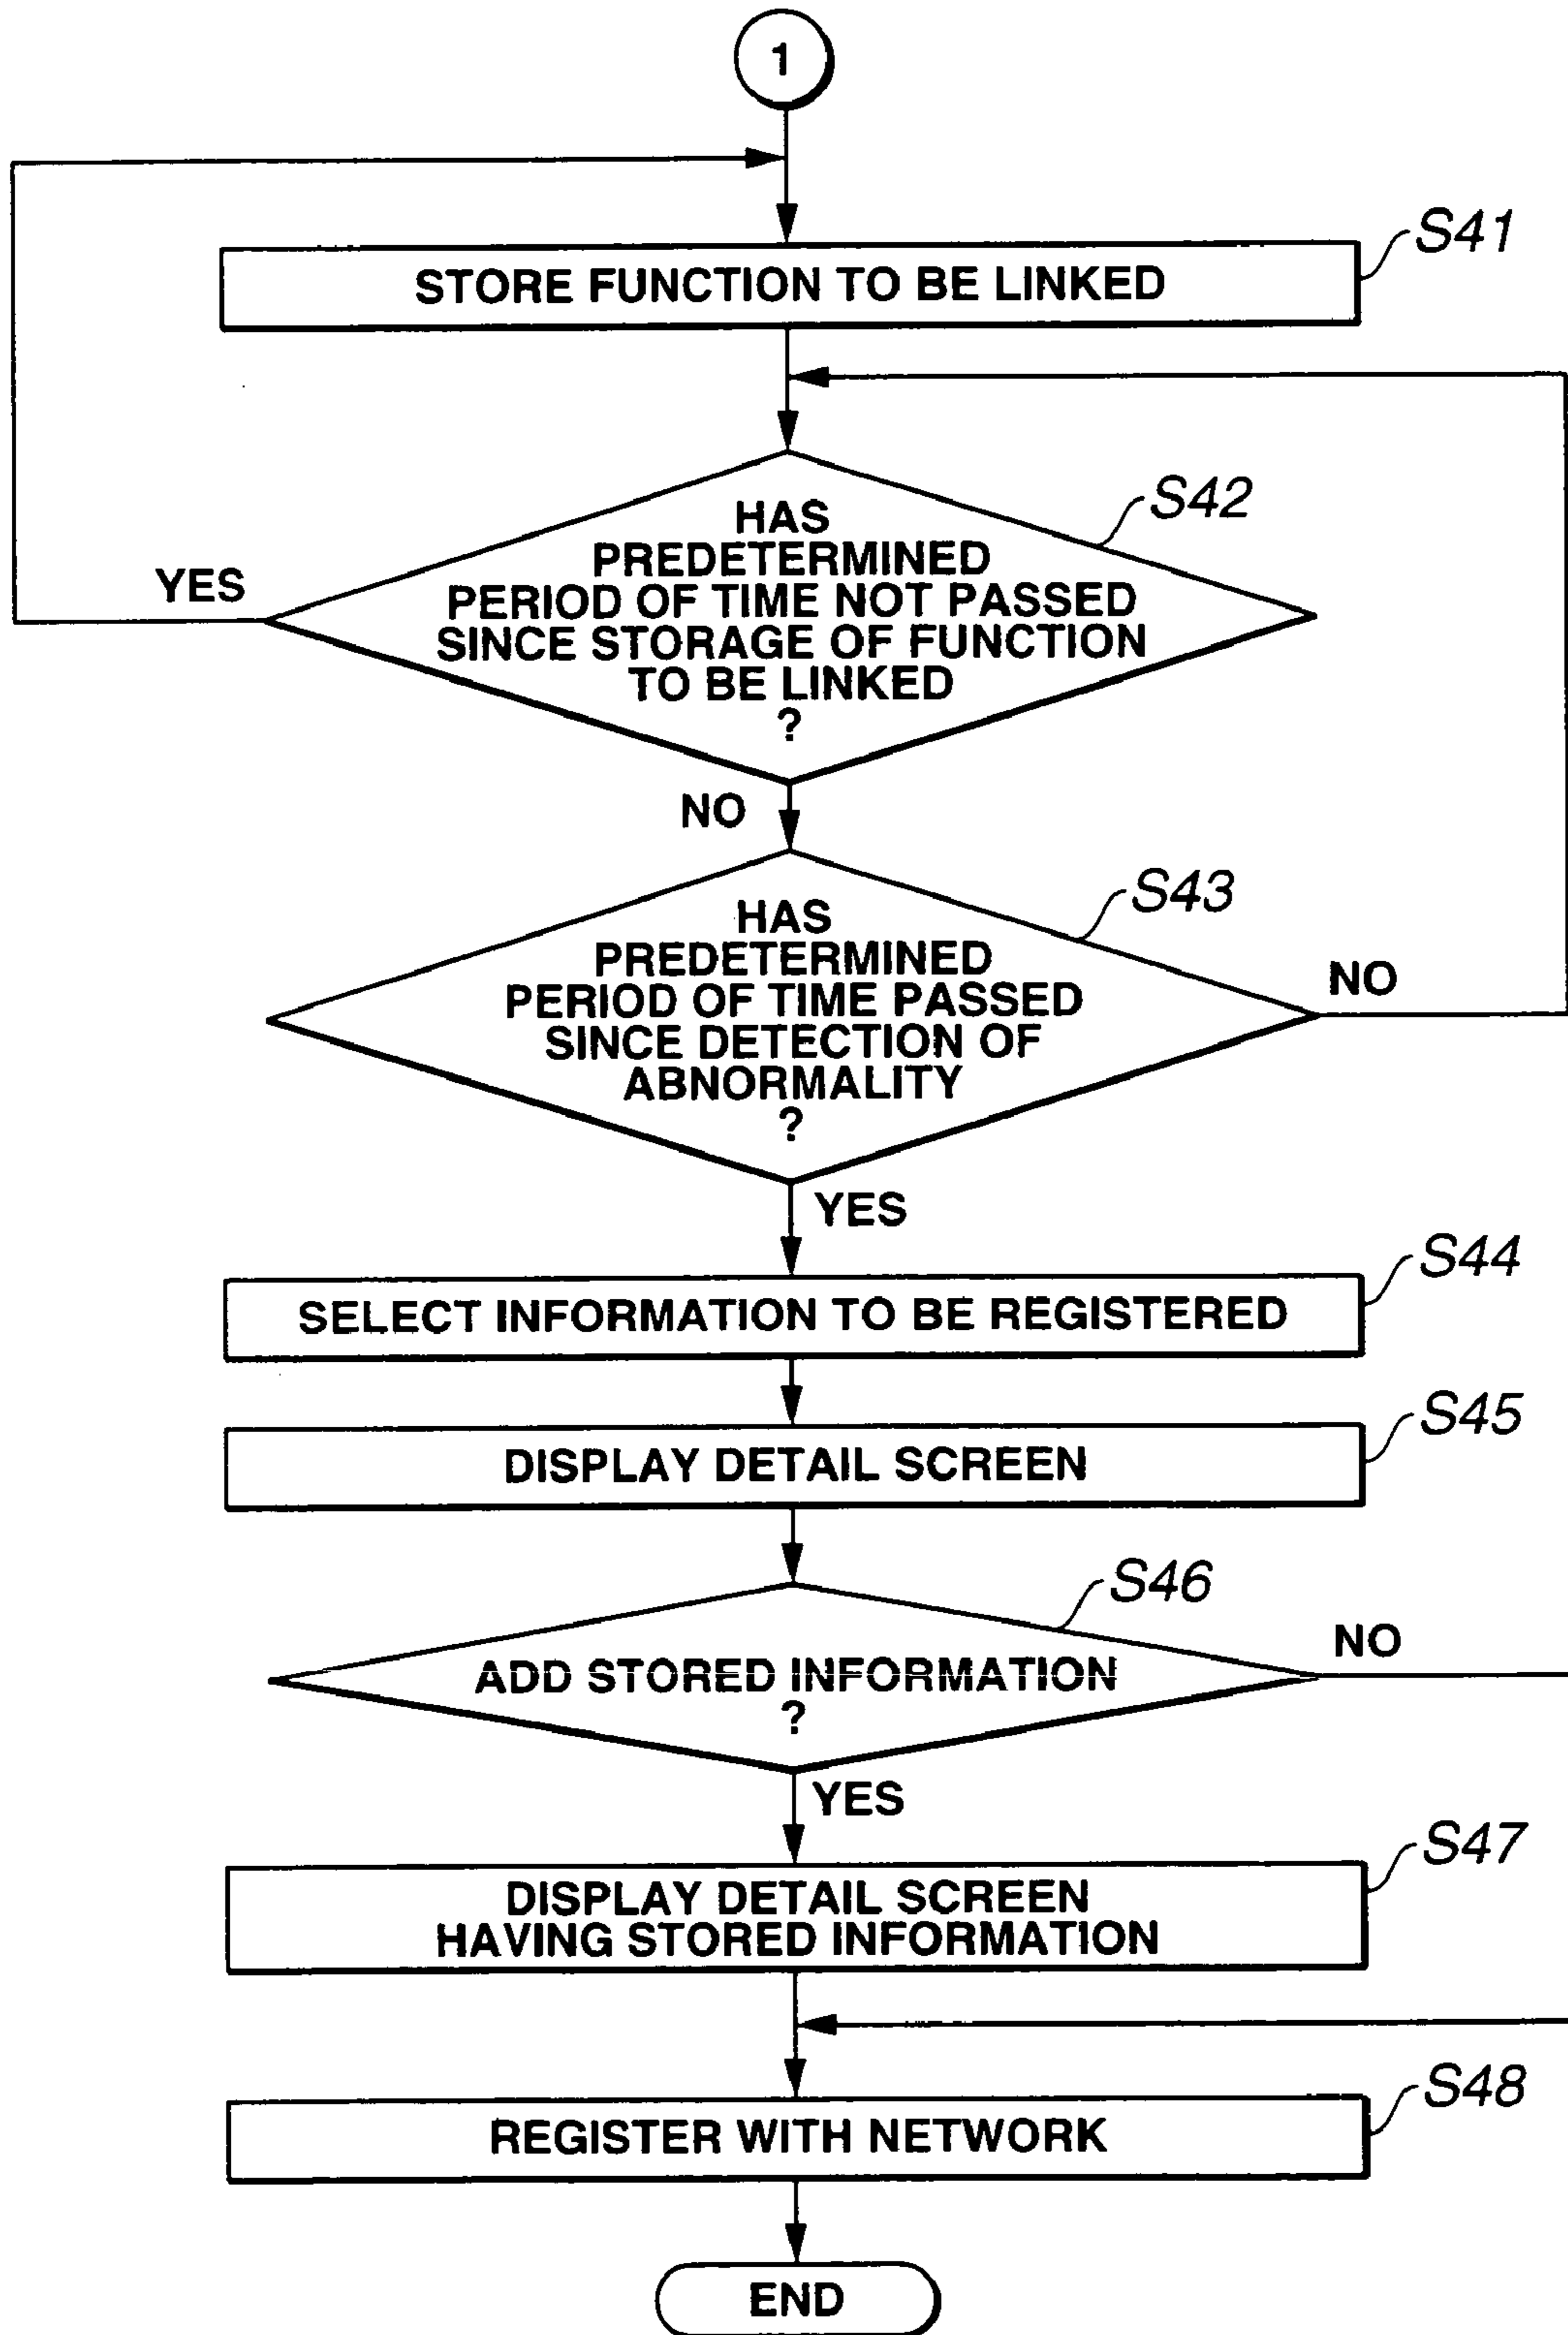 1
S41
STORE FUNCTION TO BE LINKED
S42
HAS
PREDETERMINED
PERIOD OF TIME NOT PASSED
SINCE STORAGE OF FUNCTION
TO BE LINKED
?
YES
NO
S43
HAS
PREDETERMINED
PERIOD OF TIME PASSED
SINCE DETECTION OF
ABNORMALITY
?
NO
YES
S44
SELECT INFORMATION TO BE REGISTERED
S45
DISPLAY DETAIL SCREEN
S46
ADD STORED INFORMATION
?
NO
YES
S47
DISPLAY DETAIL SCREEN
HAVING STORED INFORMATION
S48
REGISTER WITH NETWORK
END